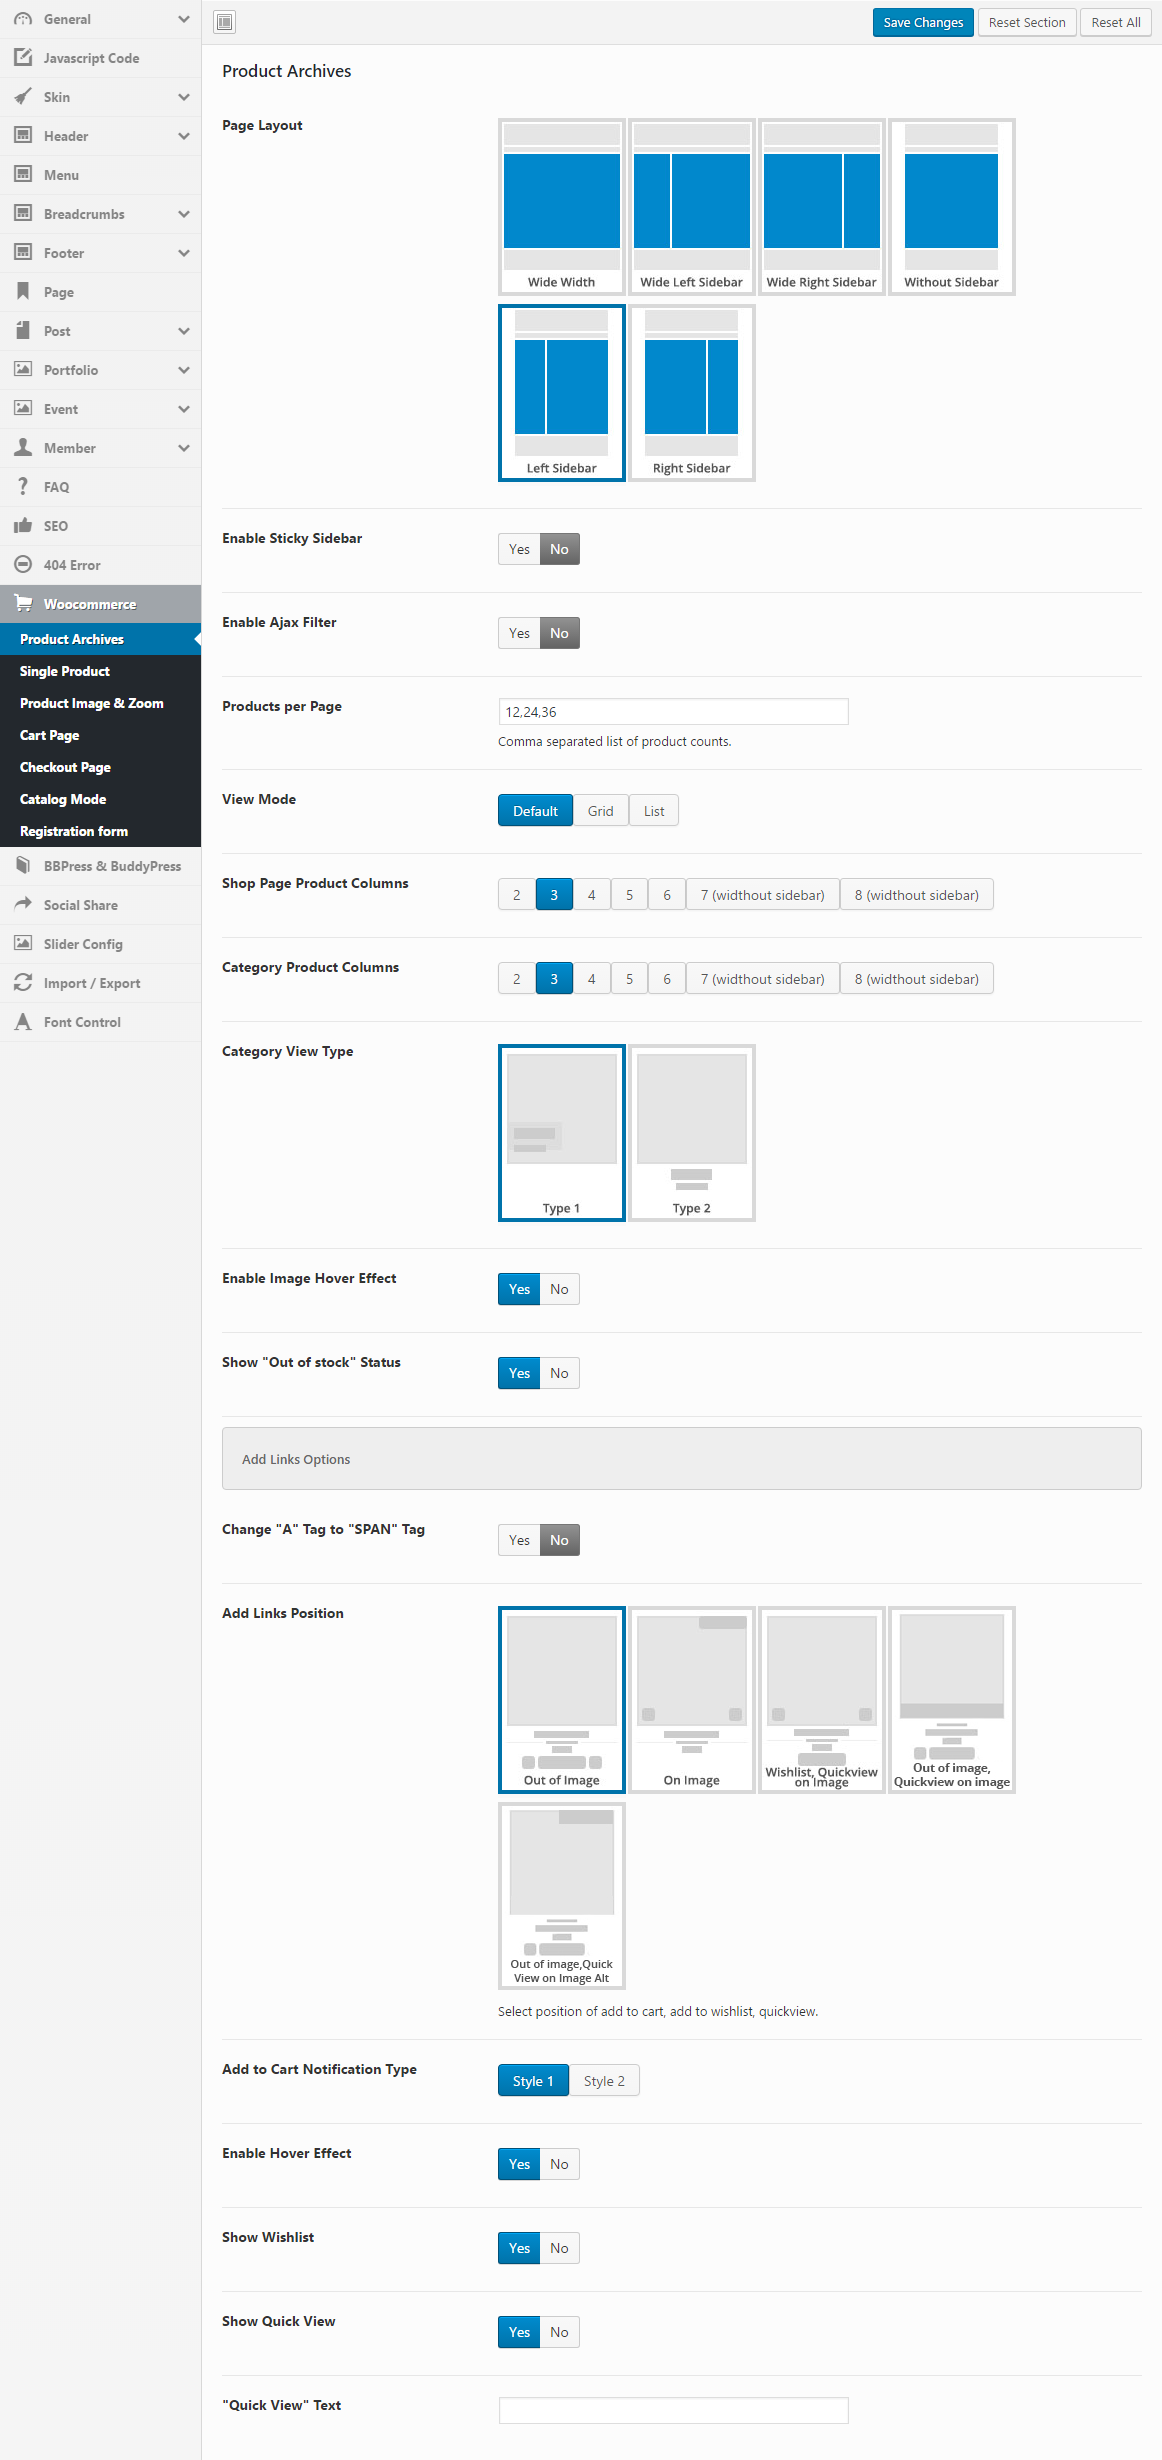 General
Javascript Code
Skin
Header
Menu
Breadcrumbs
Footer
Page
Post
Portfolio
Event
Member
FAQ
SEO
404 Error
Woocommerce
Product Archives
Single Product
Product Image & Zoom
Cart Page
Checkout Page
Catalog Mode
Registration form
BBPress & BuddyPress
Social Share
Slider Config
Import / Export
Font Control
Save Changes Reset Section Reset All
Product Archives
Page Layout
Wide Width Wide Left Sidebar Wide Right Sidebar Without Sidebar
Left Sidebar Right Sidebar
Enable Sticky Sidebar Yes No
Enable Ajax Filter Yes No
Products per Page 12,24,36
Comma separated list of product counts.
View Mode Default Grid List
Shop Page Product Columns 2 3 4 5 6 7 (widthout sidebar) 8 (widthout sidebar)
Category Product Columns 2 3 4 5 6 7 (widthout sidebar) 8 (widthout sidebar)
Category View Type
Type 1 Type 2
Enable Image Hover Effect Yes No
Show "Out of stock" Status Yes No
Add Links Options
Change "A" Tag to "SPAN" Tag Yes No
Add Links Position
Out of Image
On Image
Wishlist, Quickview
on Image
Out of image,
Quickview on image
Out of image,Quick
View on Image Alt
Select position of add to cart, add to wishlist, quickview.
Add to Cart Notification Type Style 1 Style 2
Enable Hover Effect Yes No
Show Wishlist Yes No
Show Quick View Yes No
"Quick View" Text